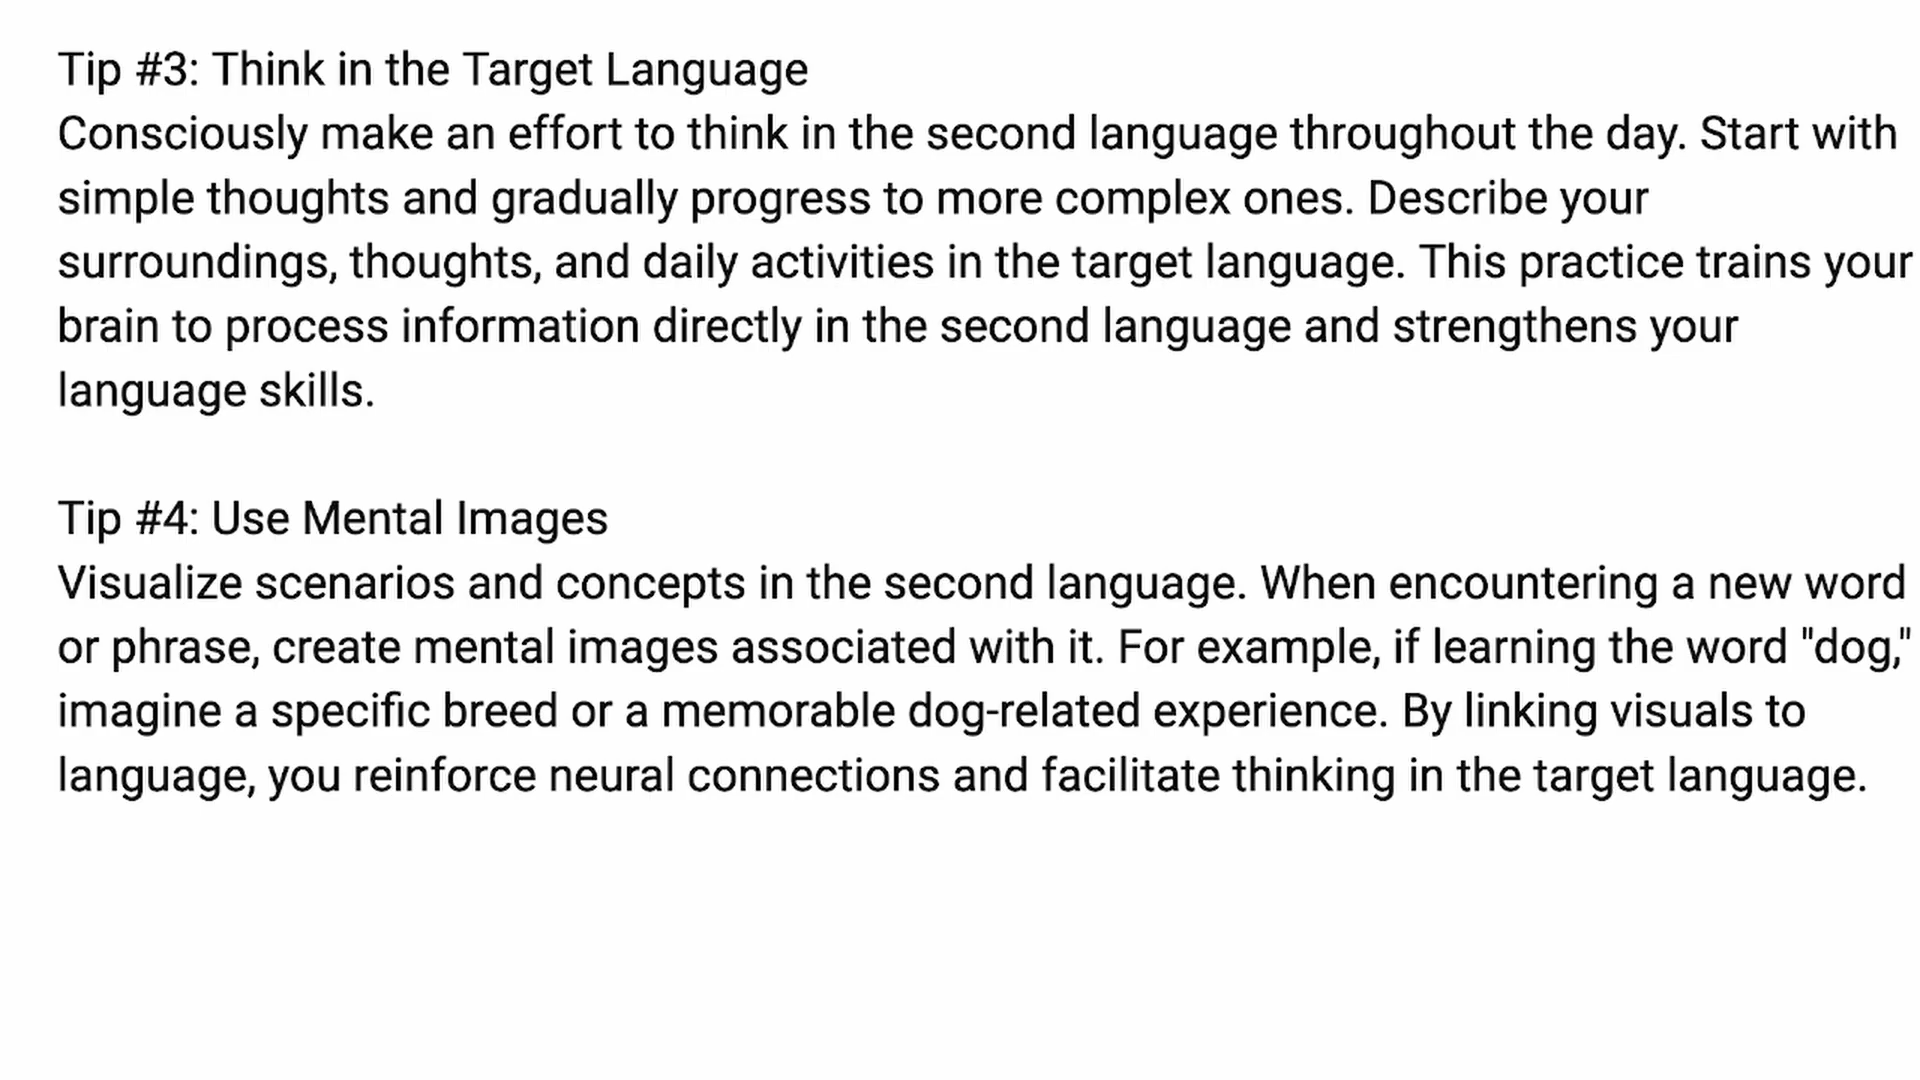 Tip #3: Think in the Target Language
Consciously make an effort to think in the second language throughout the day. Start with
simple thoughts and gradually progress to more complex ones. Describe your
surroundings, thoughts, and daily activities in the target language. This practice trains your
brain to process information directly in the second language and strengthens your
language skills.
Tip #4: Use Mental Images
Visualize scenarios and concepts in the second language. When encountering a new word
or phrase, create mental images associated with it. For example, if learning the word "dog,"
imagine a specific breed or a memorable dog-related experience. By linking visuals to
language, you reinforce neural connections and facilitate thinking in the target language.